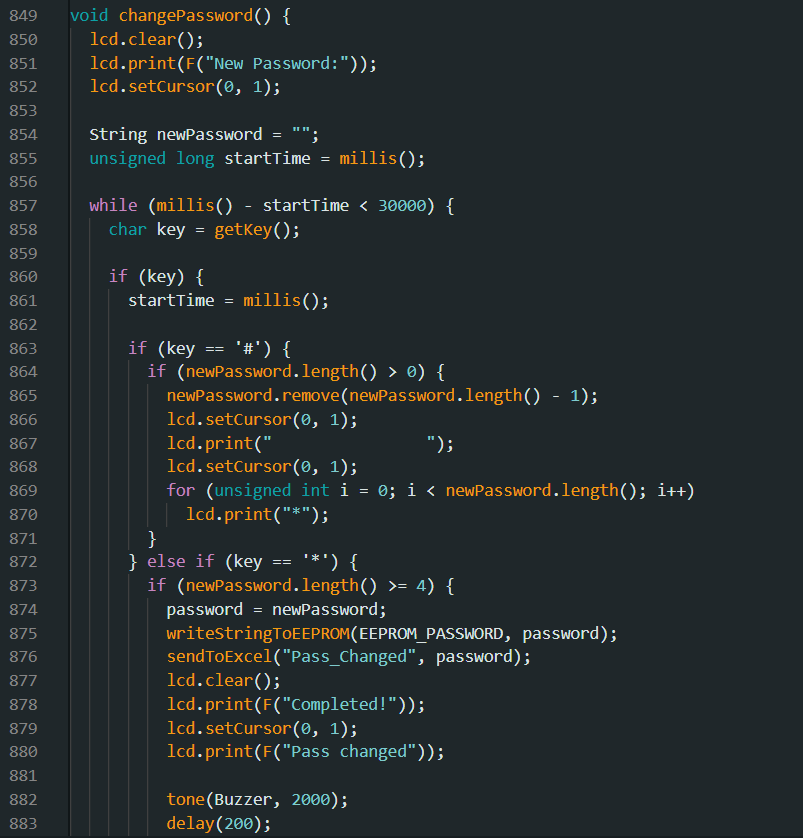 849 void changePassword() {
850 lcd.clear();
851 lcd.print(F("New Password:"));
852 lcd.setCursor(0, 1);
853
854 String newPassword = "";
855 unsigned long startTime = millis();
856
857 while (millis() - startTime < 30000) {
858 char key = getKey();
859
860 if (key) {
861 startTime = millis();
862
863 if (key == '#') {
864 if (newPassword.length() > 0) {
865 newPassword.remove(newPassword.length() - 1);
866 lcd.setCursor(0, 1);
867 lcd.print("                ");
868 lcd.setCursor(0, 1);
869 for (unsigned int i = 0; i < newPassword.length(); i++)
870 lcd.print("*");
871 }
872 } else if (key == '*') {
873 if (newPassword.length() >= 4) {
874 password = newPassword;
875 writeStringToEEPROM(EEPROM_PASSWORD, password);
876 sendToExcel("Pass_Changed", password);
877 lcd.clear();
878 lcd.print(F("Completed!"));
879 lcd.setCursor(0, 1);
880 lcd.print(F("Pass changed"));
881
882 tone(Buzzer, 2000);
883 delay(200);